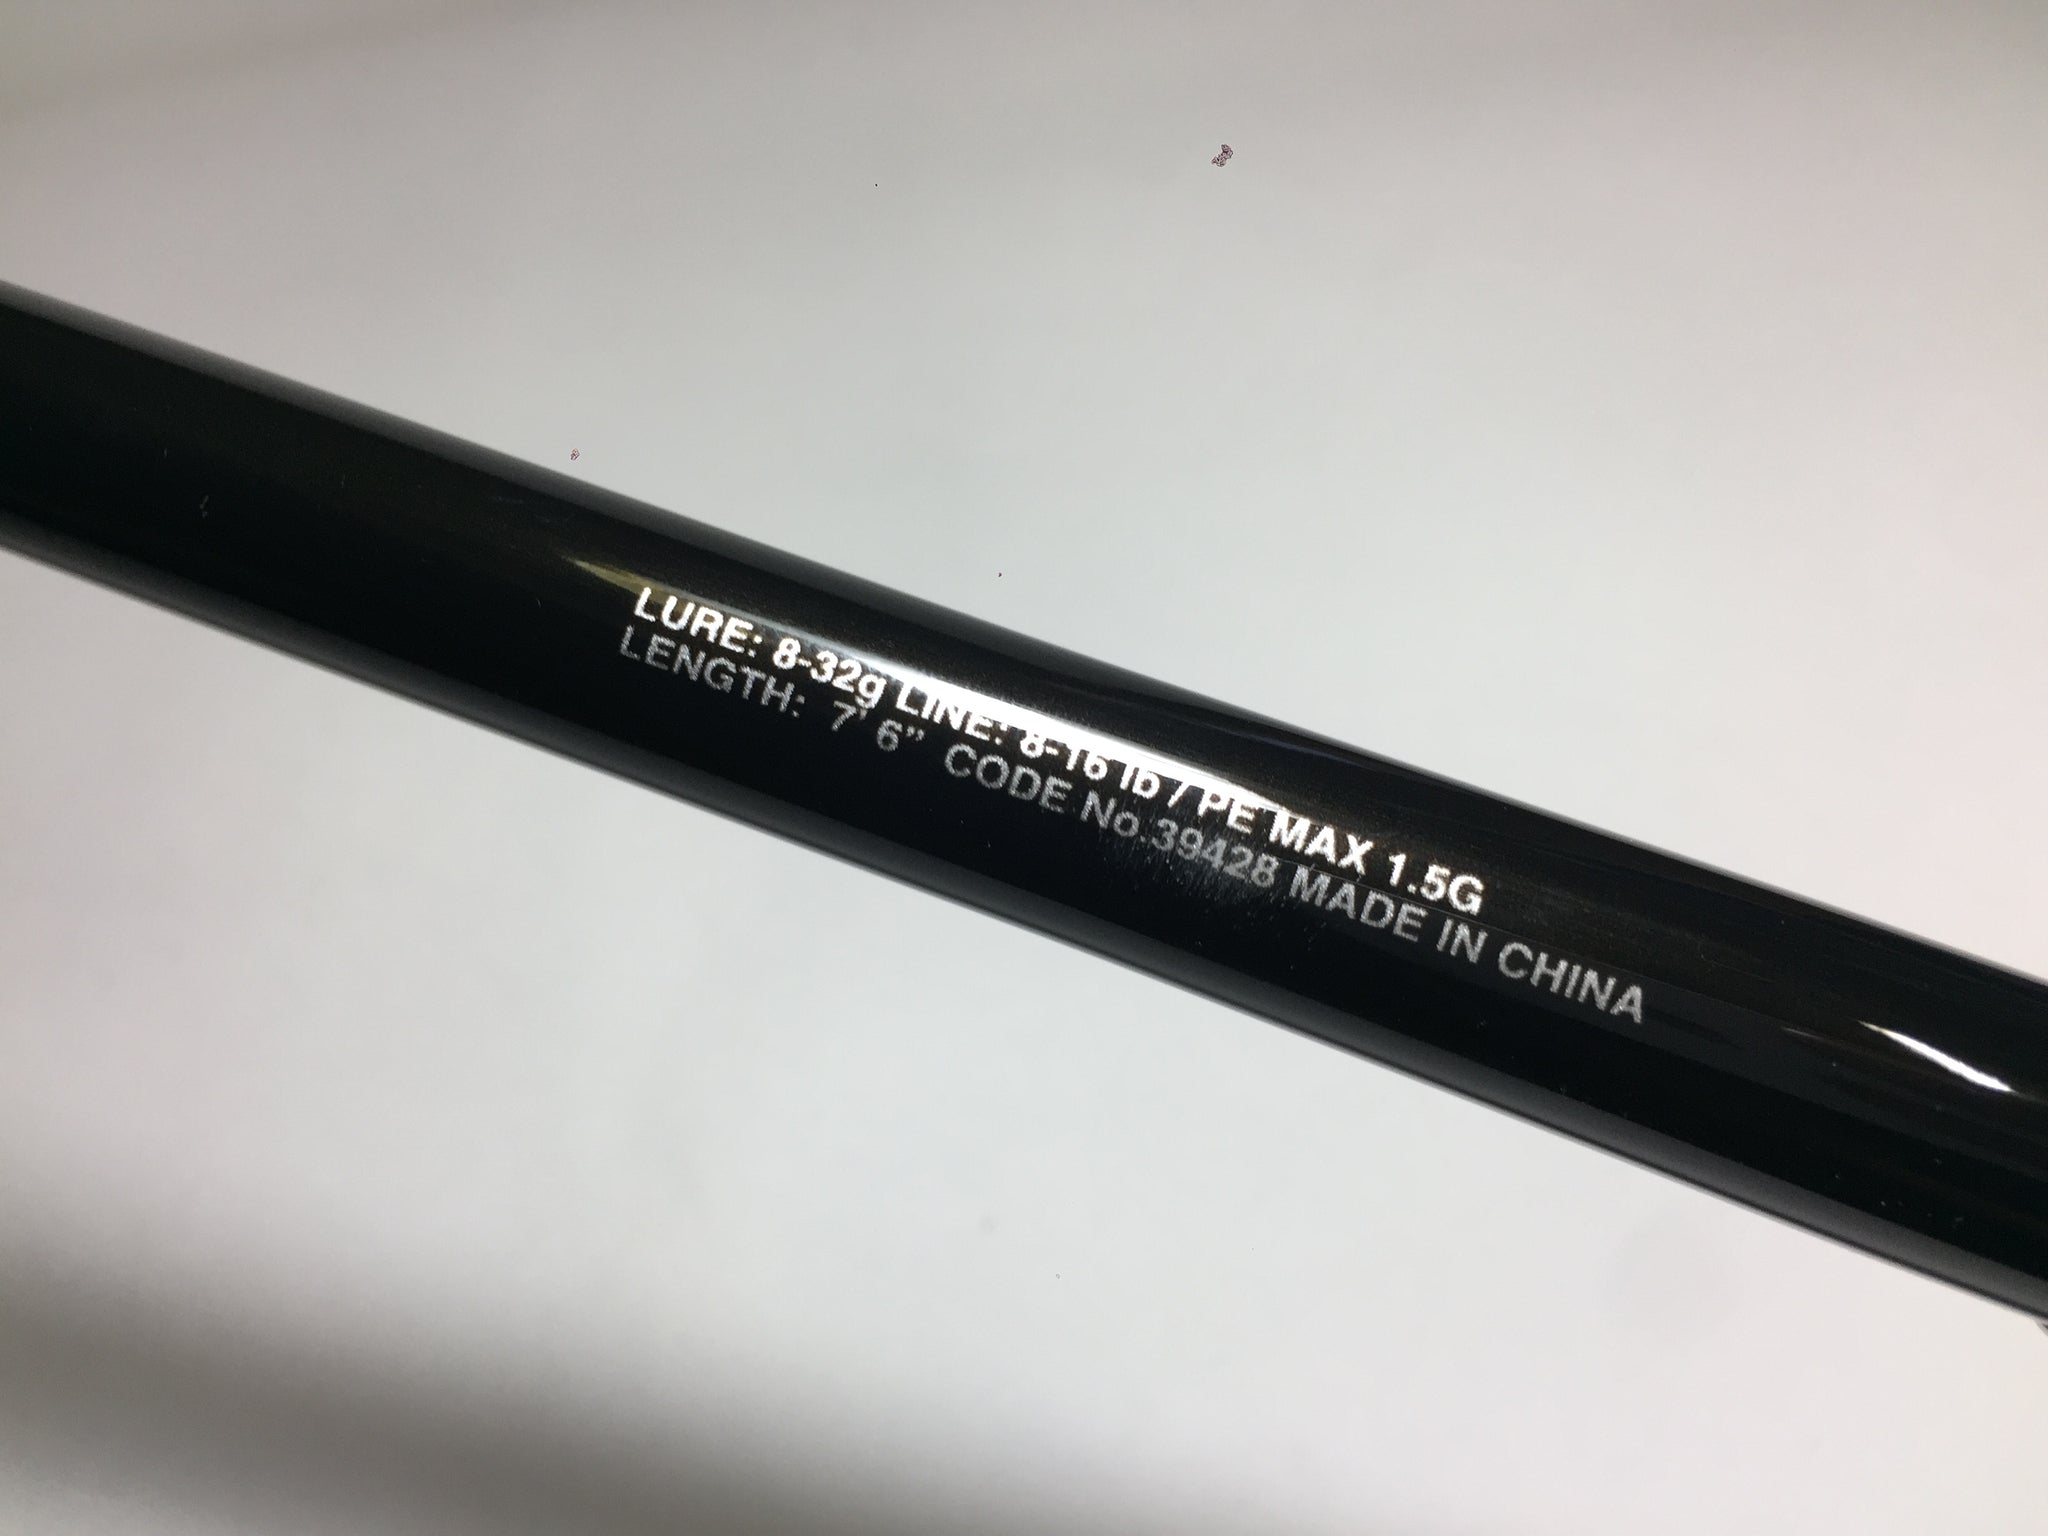 LURE: 8-32g LINE: 8-16 lb / PE MAX 1.5G
LENGTH: 7' 6” CODE No.39428 MADE IN CHINA